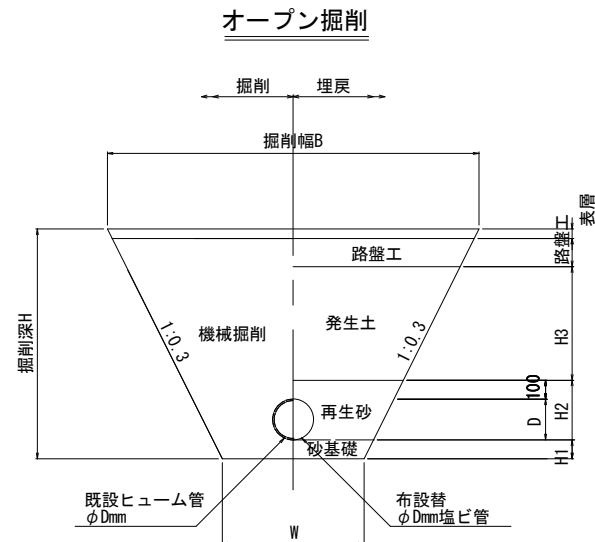 オープン掘削
掘削
埋戻
掘削幅B
表層工
路盤工
路盤工
掘削深H
機械掘削
発生土
1:0.3
1:0.3
H3
100
再生砂
H2
D
砂基礎
H1
既設ヒューム管
φDmm
布設替
φDmm塩ビ管
W